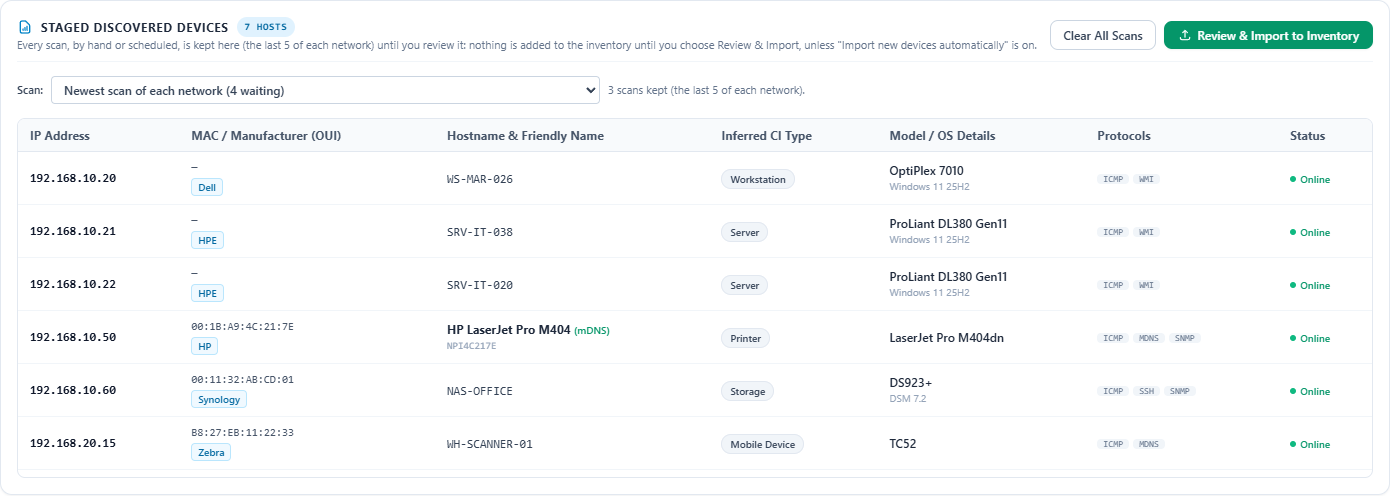 STAGED DISCOVERED DEVICES 7 HOSTS
Every scan, by hand or scheduled, is kept here (the last 5 of each network) until you review it: nothing is added to the inventory until you choose Review & Import, unless "Import new devices automatically" is on.
Clear All Scans
Review & Import to Inventory
Scan: Newest scan of each network (4 waiting) 3 scans kept (the last 5 of each network).
IP Address MAC / Manufacturer (OUI) Hostname & Friendly Name Inferred CI Type Model / OS Details Protocols Status
192.168.10.20 — Dell WS-MAR-026 Workstation OptiPlex 7010 Windows 11 25H2 ICMP WMI Online
192.168.10.21 — HPE SRV-IT-038 Server ProLiant DL380 Gen11 Windows 11 25H2 ICMP WMI Online
192.168.10.22 — HPE SRV-IT-020 Server ProLiant DL380 Gen11 Windows 11 25H2 ICMP WMI Online
192.168.10.50 00:1B:A9:4C:21:7E HP HP LaserJet Pro M404 (mDNS) NPI4C217E Printer LaserJet Pro M404dn ICMP MDNS SNMP Online
192.168.10.60 00:11:32:AB:CD:01 Synology NAS-OFFICE Storage DS923+ DSM 7.2 ICMP SSH SNMP Online
192.168.20.15 B8:27:EB:11:22:33 Zebra WH-SCANNER-01 Mobile Device TC52 ICMP MDNS Online